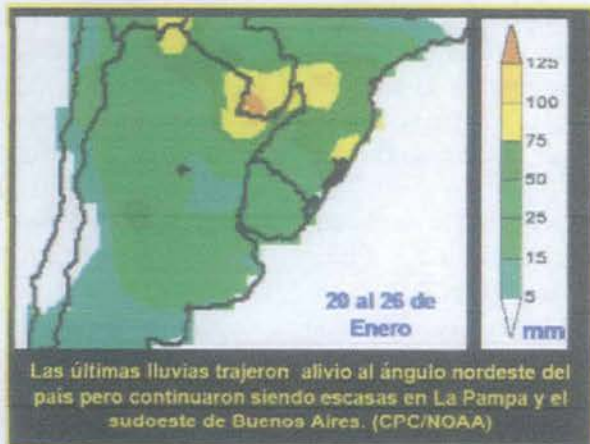 125
100
75
50
25
15
5
mm
20 al 26 de
Enero
Las últimas lluvias trajeron alivio al ángulo nordeste del
país pero continuaron siendo escasas en La Pampa y el
sudoeste de Buenos Aires. (CPC/NOAA)